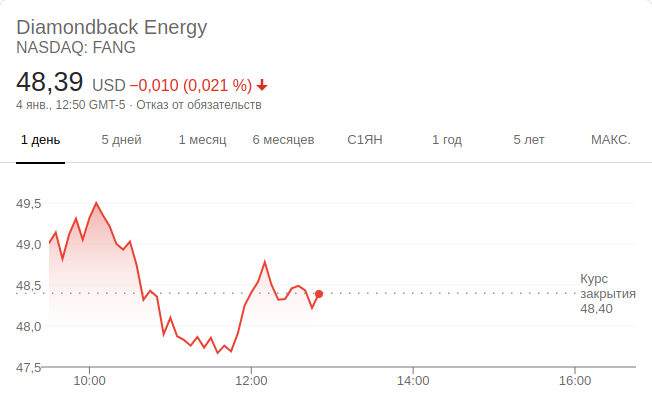 Diamondback Energy
NASDAQ: FANG
48,39 USD −0,010 (0,021 %)
4 янв., 12:50 GMT-5 · Отказ от обязательств
1 день 5 дней 1 месяц 6 месяцев С1ЯН 1 год 5 лет МАКС.
49,5
49,0
48,5
48,0
47,5
Курс
закрытия
48,40
10:00 12:00 14:00 16:00